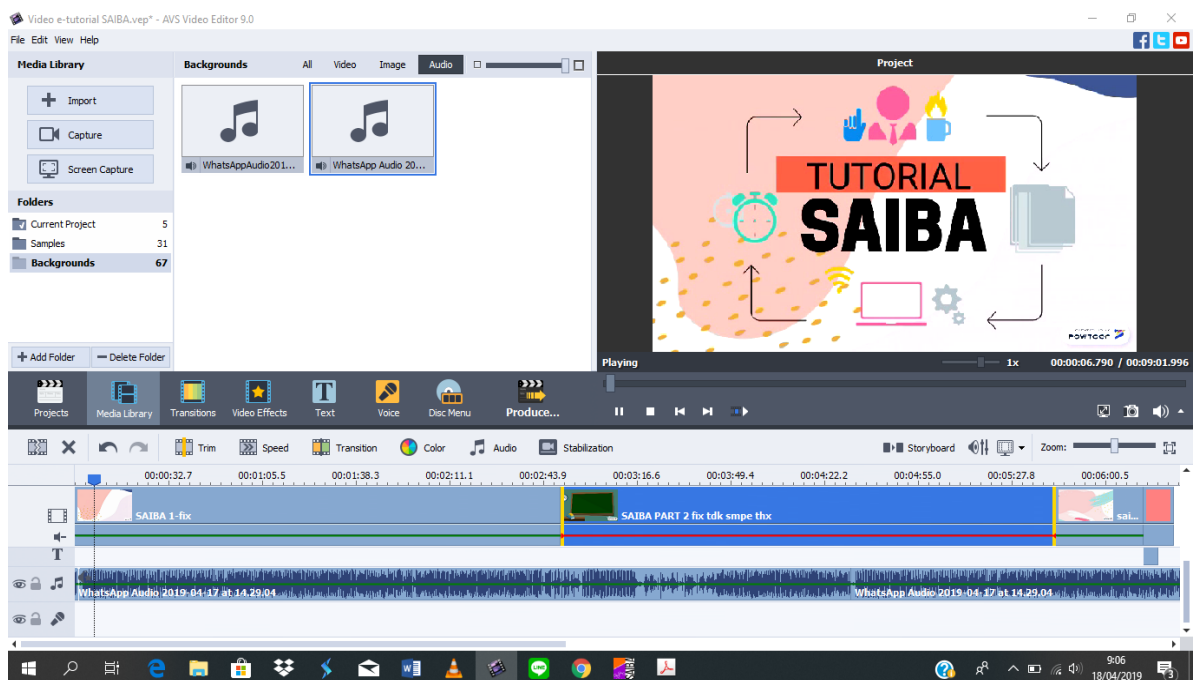 Video e-tutorial SAIBA.vep* - AVS Video Editor 9.0
File Edit View Help
Media Library
Backgrounds
All Video Image Audio
Project
Import
Capture
Screen Capture
WhatsAppAudio201...
WhatsApp Audio 20...
Folders
Current Project 5
Samples 31
Backgrounds 67
TUTORIAL
SAIBA
POWTOON
Add Folder
Delete Folder
Playing
1x
00:00:06.790 / 00:09:01.996
Projects
Media Library
Transitions
Video Effects
Text
Voice
Disc Menu
Produce...
Trim
Speed
Transition
Color
Audio
Stabilization
Storyboard
Zoom:
00:00:32.7 00:01:05.5 00:01:38.3 00:02:11.1 00:02:43.9 00:03:16.6 00:03:49.4 00:04:22.2 00:04:55.0 00:05:27.8 00:06:00.5
SAIBA 1-fix
SAIBA PART 2 fix tdk smpe thx
... sai...
T
WhatsApp Audio 2019-04-17 at 14.29.04
WhatsApp Audio 2019-04-17 at 14.29.04
9:06
18/04/2019
3